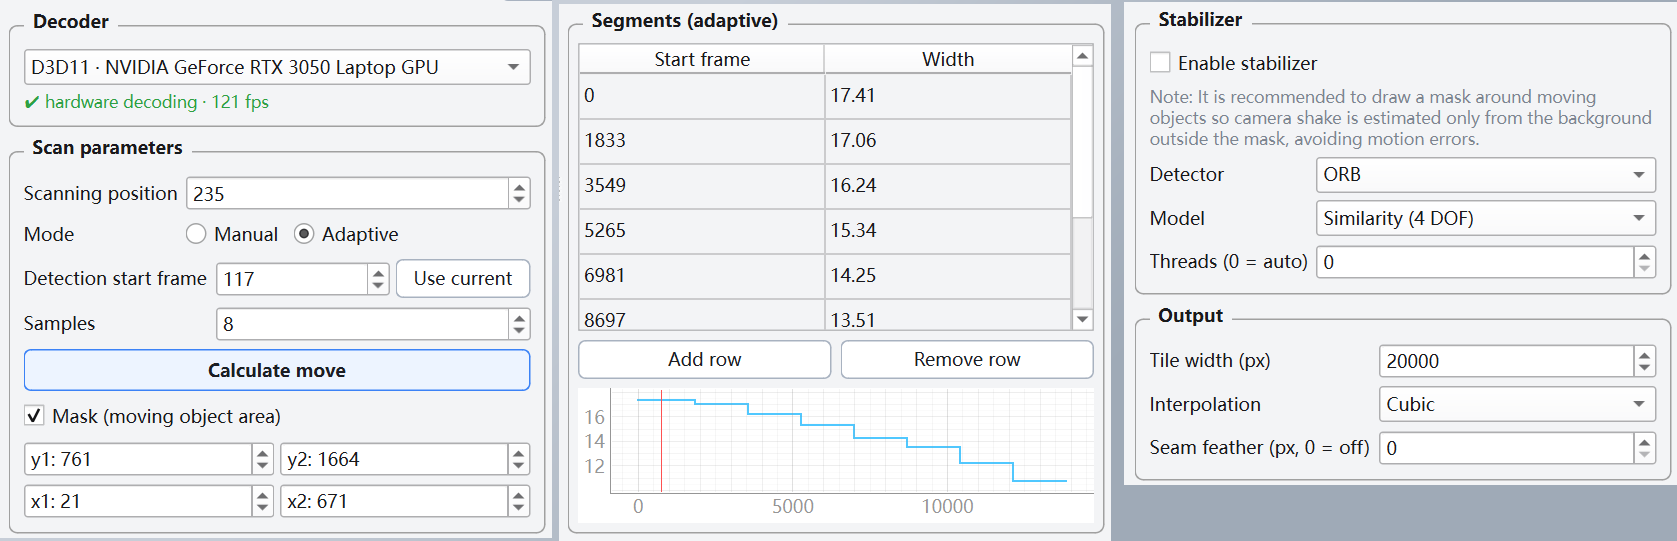 Decoder
D3D11 · NVIDIA GeForce RTX 3050 Laptop GPU
✔ hardware decoding · 121 fps
Scan parameters
Scanning position 235
Mode Manual Adaptive
Detection start frame 117 Use current
Samples 8
Calculate move
Mask (moving object area)
y1: 761 y2: 1664
x1: 21 x2: 671
Segments (adaptive)
Start frame Width
0 17.41
1833 17.06
3549 16.24
5265 15.34
6981 14.25
8697 13.51
Add row Remove row
16
14
12
0 5000 10000
Stabilizer
Enable stabilizer
Note: It is recommended to draw a mask around moving
objects so camera shake is estimated only from the background
outside the mask, avoiding motion errors.
Detector ORB
Model Similarity (4 DOF)
Threads (0 = auto) 0
Output
Tile width (px) 20000
Interpolation Cubic
Seam feather (px, 0 = off) 0